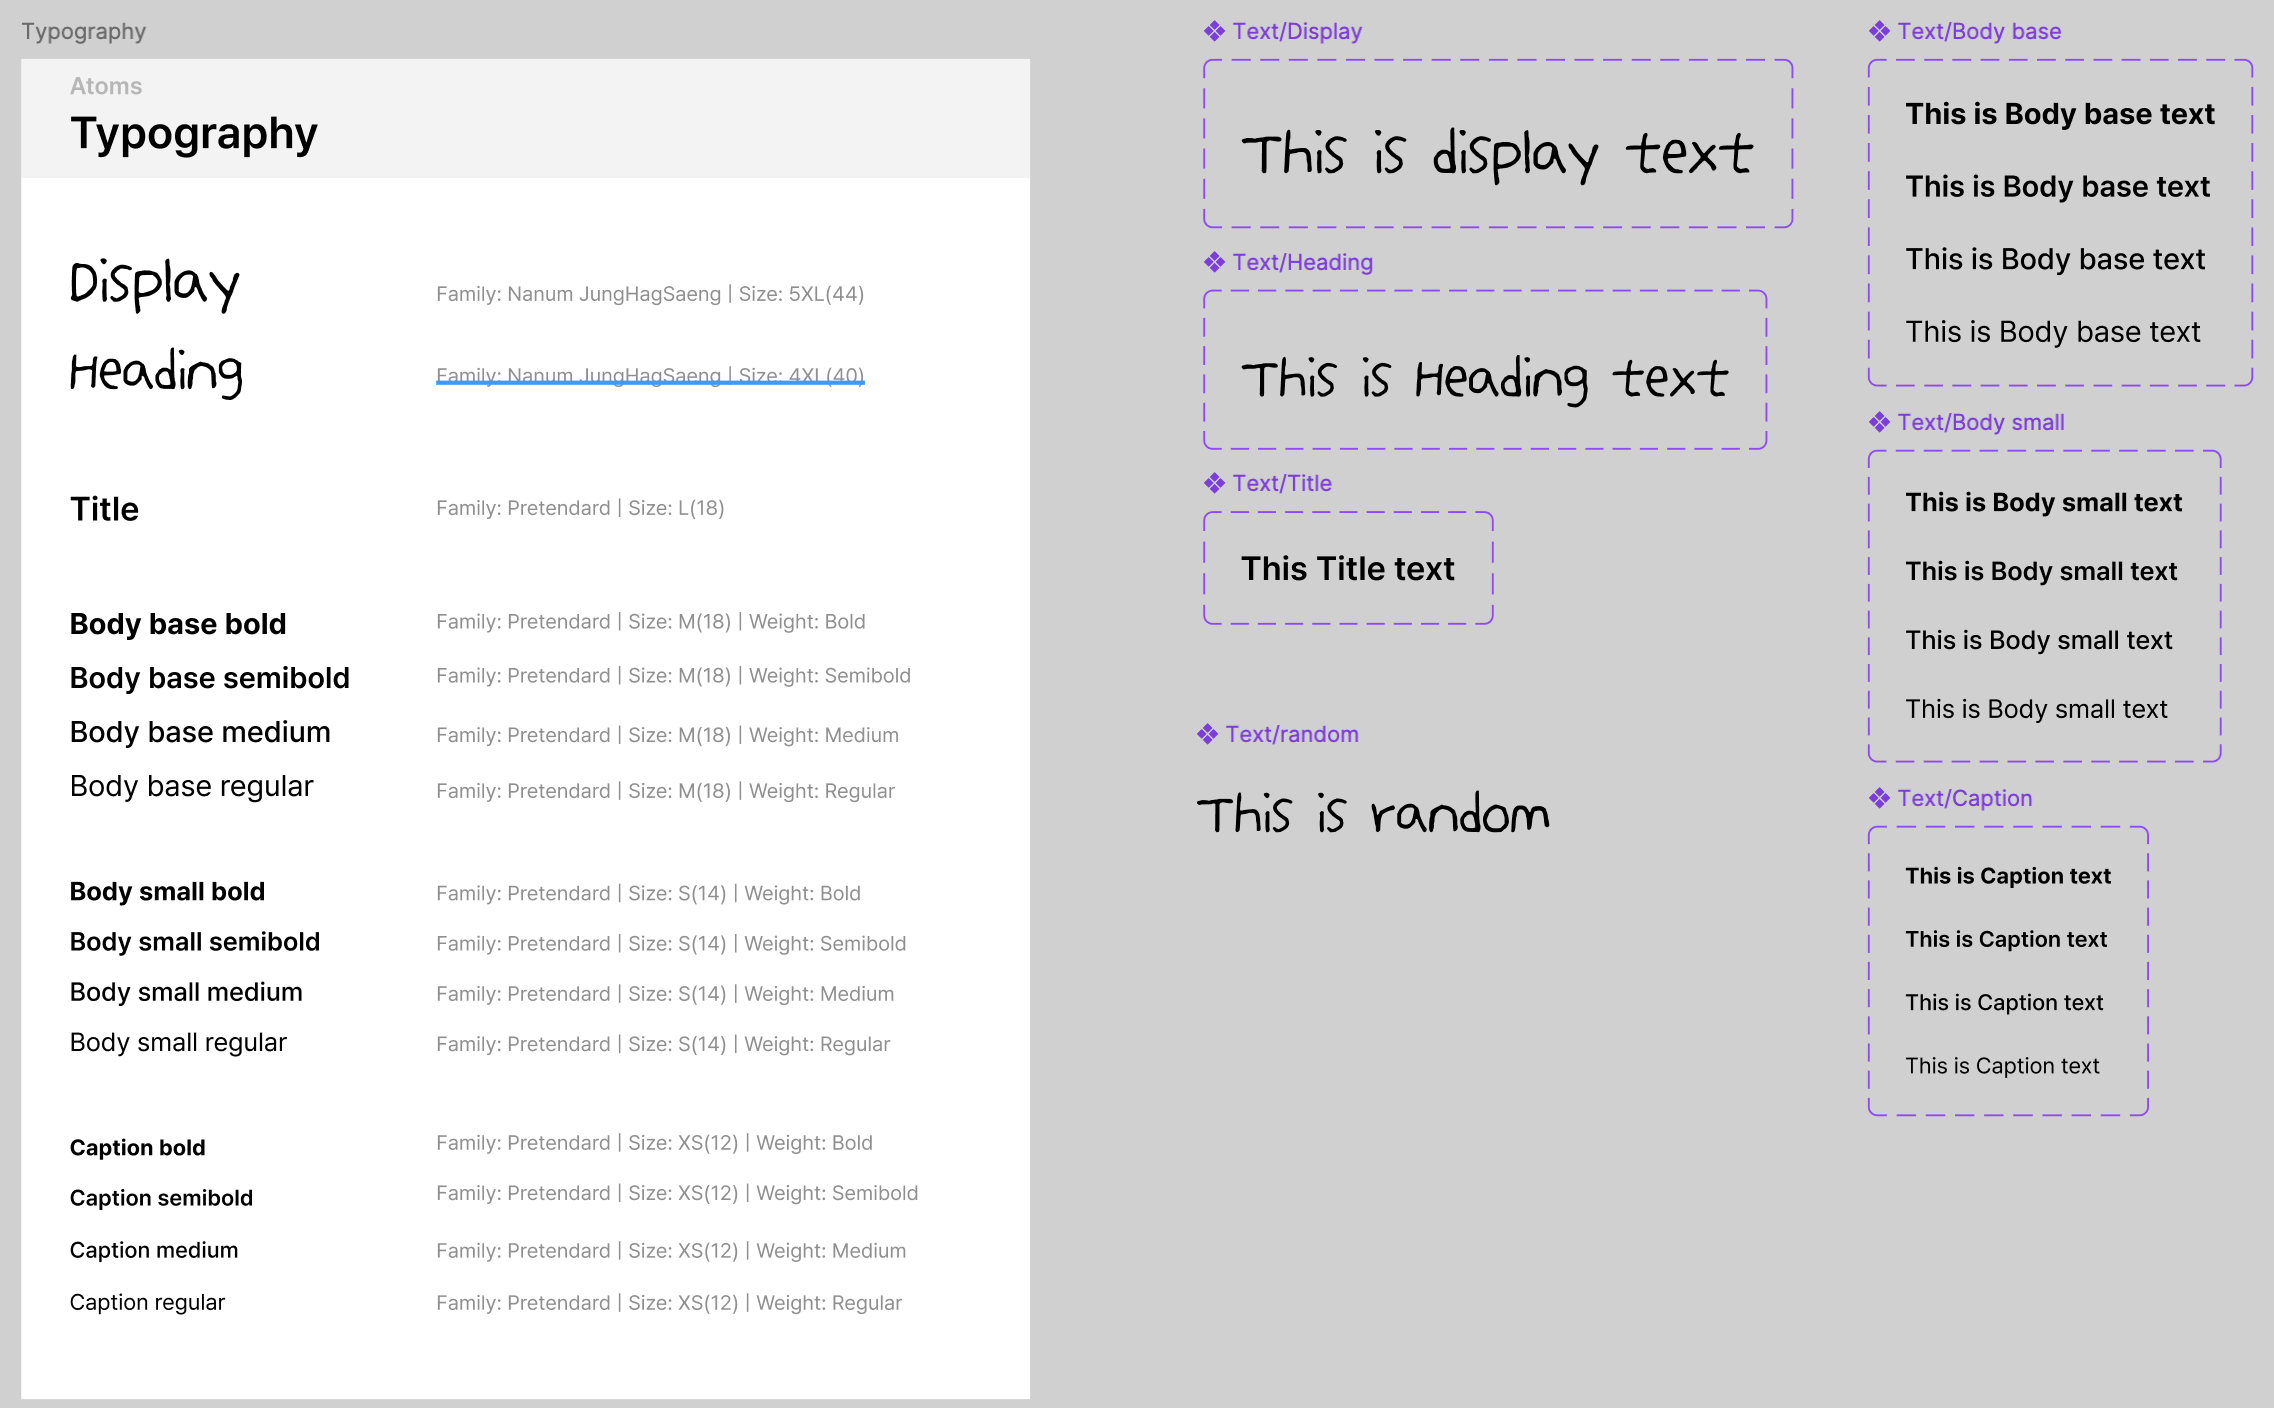 Typography
Atoms
Typography
Display
Family: Nanum JungHagSaeng | Size: 5XL(44)
Heading
Family: Nanum JungHagSaeng | Size: 4XL(40)
Title
Family: Pretendard | Size: L(18)
Body base bold
Family: Pretendard | Size: M(18) | Weight: Bold
Body base semibold
Family: Pretendard | Size: M(18) | Weight: Semibold
Body base medium
Family: Pretendard | Size: M(18) | Weight: Medium
Body base regular
Family: Pretendard | Size: M(18) | Weight: Regular
Body small bold
Family: Pretendard | Size: S(14) | Weight: Bold
Body small semibold
Family: Pretendard | Size: S(14) | Weight: Semibold
Body small medium
Family: Pretendard | Size: S(14) | Weight: Medium
Body small regular
Family: Pretendard | Size: S(14) | Weight: Regular
Caption bold
Family: Pretendard | Size: XS(12) | Weight: Bold
Caption semibold
Family: Pretendard | Size: XS(12) | Weight: Semibold
Caption medium
Family: Pretendard | Size: XS(12) | Weight: Medium
Caption regular
Family: Pretendard | Size: XS(12) | Weight: Regular
Text/Display
This is display text
Text/Heading
This is Heading text
Text/Title
This Title text
Text/random
This is random
Text/Body base
This is Body base text
This is Body base text
This is Body base text
This is Body base text
Text/Body small
This is Body small text
This is Body small text
This is Body small text
This is Body small text
Text/Caption
This is Caption text
This is Caption text
This is Caption text
This is Caption text